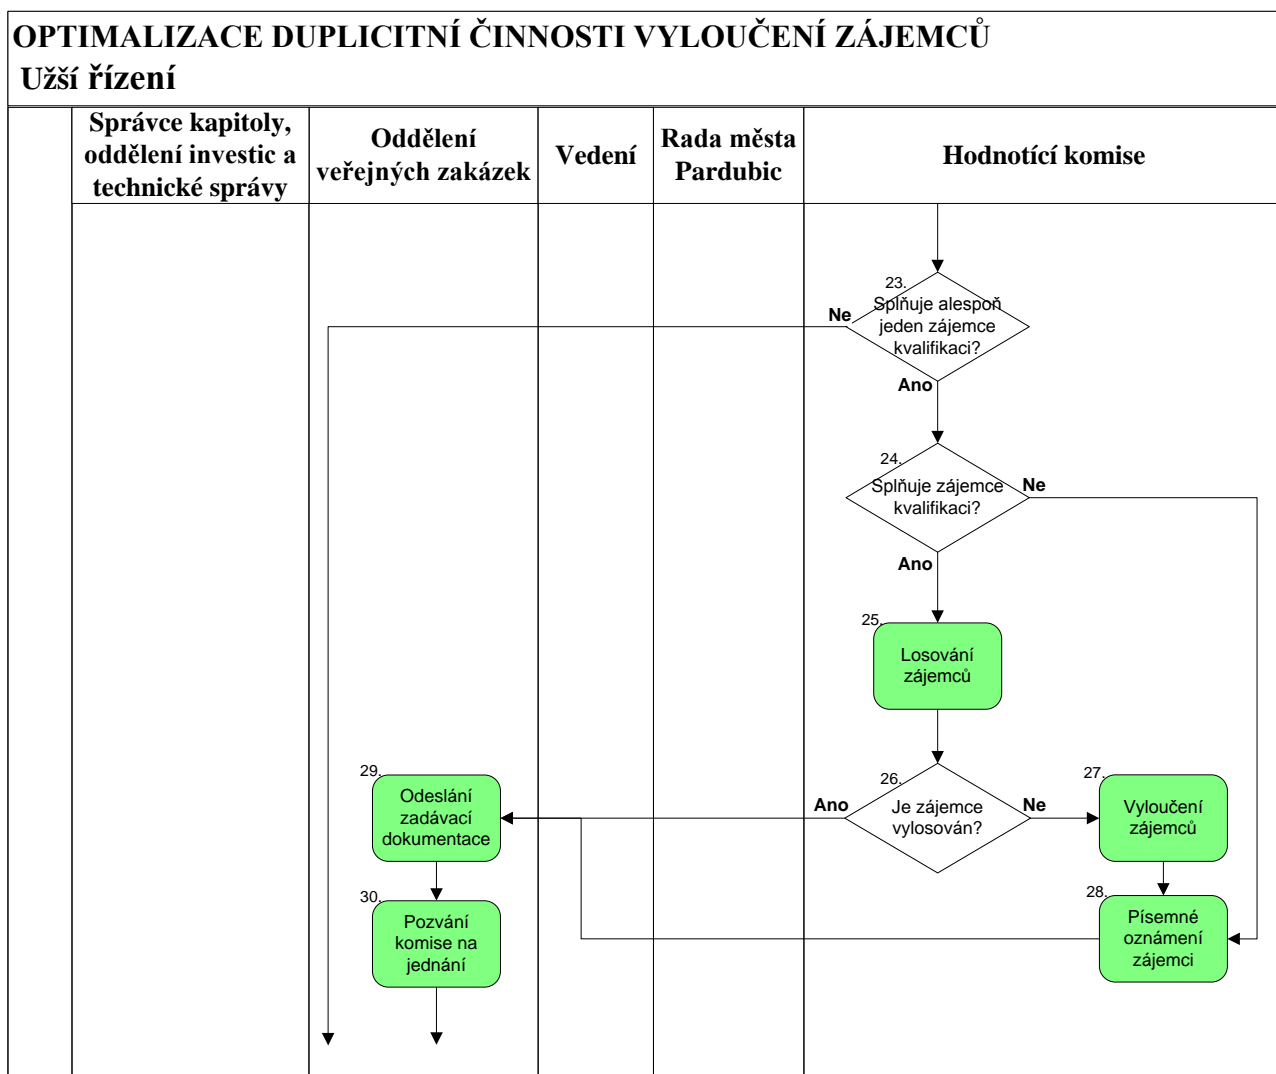 OPTIMALIZACE DUPLICITNÍ ČINNOSTI VYLOUČENÍ ZÁJEMCŮ
Užší řízení
Správce kapitoly,
oddělení investic a
technické správy
Oddělení
veřejných zakázek
Vedení
Rada města
Pardubic
Hodnotící komise
23.
Splňuje alespoň
jeden zájemce
kvalifikaci?
Ne
Ano
24.
Splňuje zájemce
kvalifikaci?
Ne
Ano
25.
Losování
zájemců
26.
Je zájemce
vylosován?
Ano
Ne
27.
Vyloučení
zájemců
28.
Písemné
oznámení
zájemci
29.
Odeslání
zadávací
dokumentace
30.
Pozvání
komise na
jednání